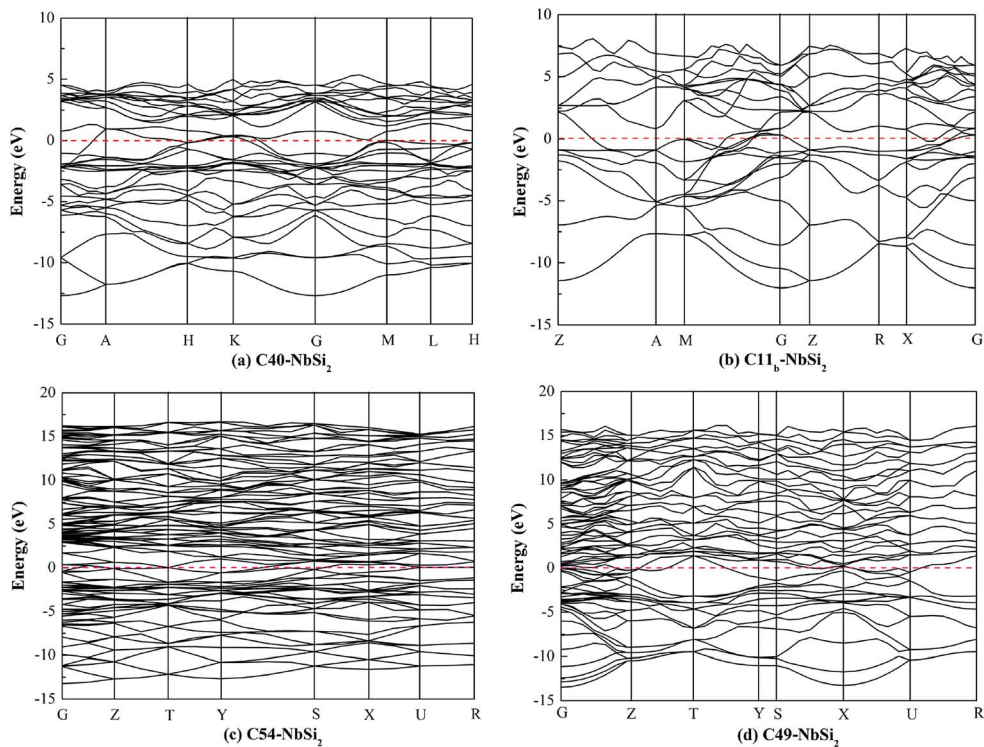 10
5
0
-5
-10
-15
Energy (eV)
G A H K G M L H
(a) C40-NbSi2
10
5
0
-5
-10
-15
Energy (eV)
Z A M G Z R X G
(b) C11b-NbSi2
20
15
10
5
0
-5
-10
-15
Energy (eV)
G Z T Y S X U R
(c) C54-NbSi2
20
15
10
5
0
-5
-10
-15
Energy (eV)
G Z T Y S X U R
(d) C49-NbSi2